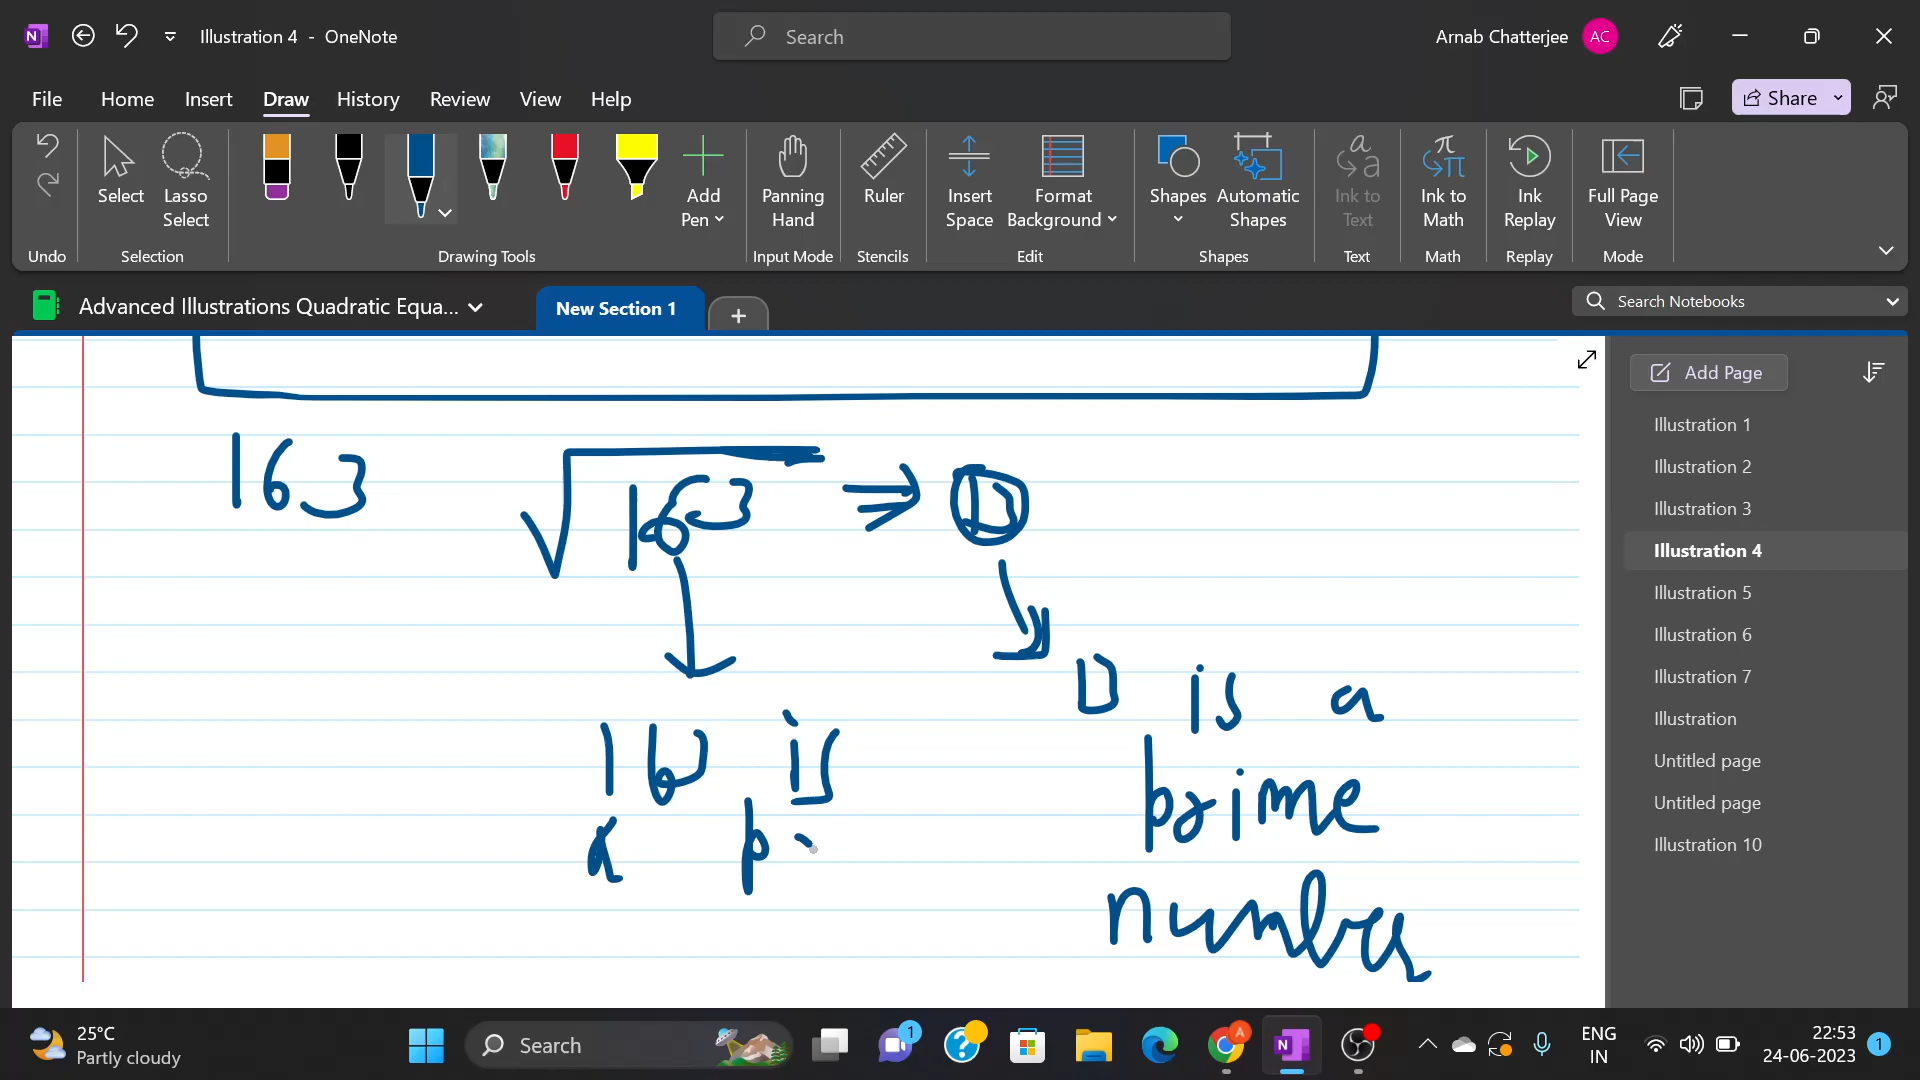 Illustration 4 - OneNote
Search
Arnab Chatterjee
AC
File Home Insert Draw History Review View Help
Share
Select
Lasso Select
Add Pen
Panning Hand
Ruler
Insert Space
Format Background
Shapes
Automatic Shapes
Ink to Text
Ink to Math
Ink Replay
Full Page View
Undo
Selection
Drawing Tools
Input Mode
Stencils
Edit
Shapes
Text
Math
Replay
Mode
Advanced Illustrations Quadratic Equa...
New Section 1
Search Notebooks
Add Page
Illustration 1
Illustration 2
Illustration 3
Illustration 4
Illustration 5
Illustration 6
Illustration 7
Illustration
Untitled page
Untitled page
Illustration 10
163
√163 ⇒ D
D is a
prime
number
is
a p
25°C
Partly cloudy
Search
1
A
ENG
IN
22:53
24-06-2023
1